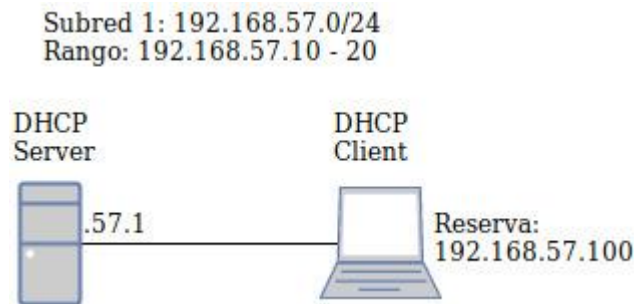 Subred 1: 192.168.57.0/24
Rango: 192.168.57.10 - 20
DHCP
Server
DHCP
Client
.57.1
Reserva:
192.168.57.100